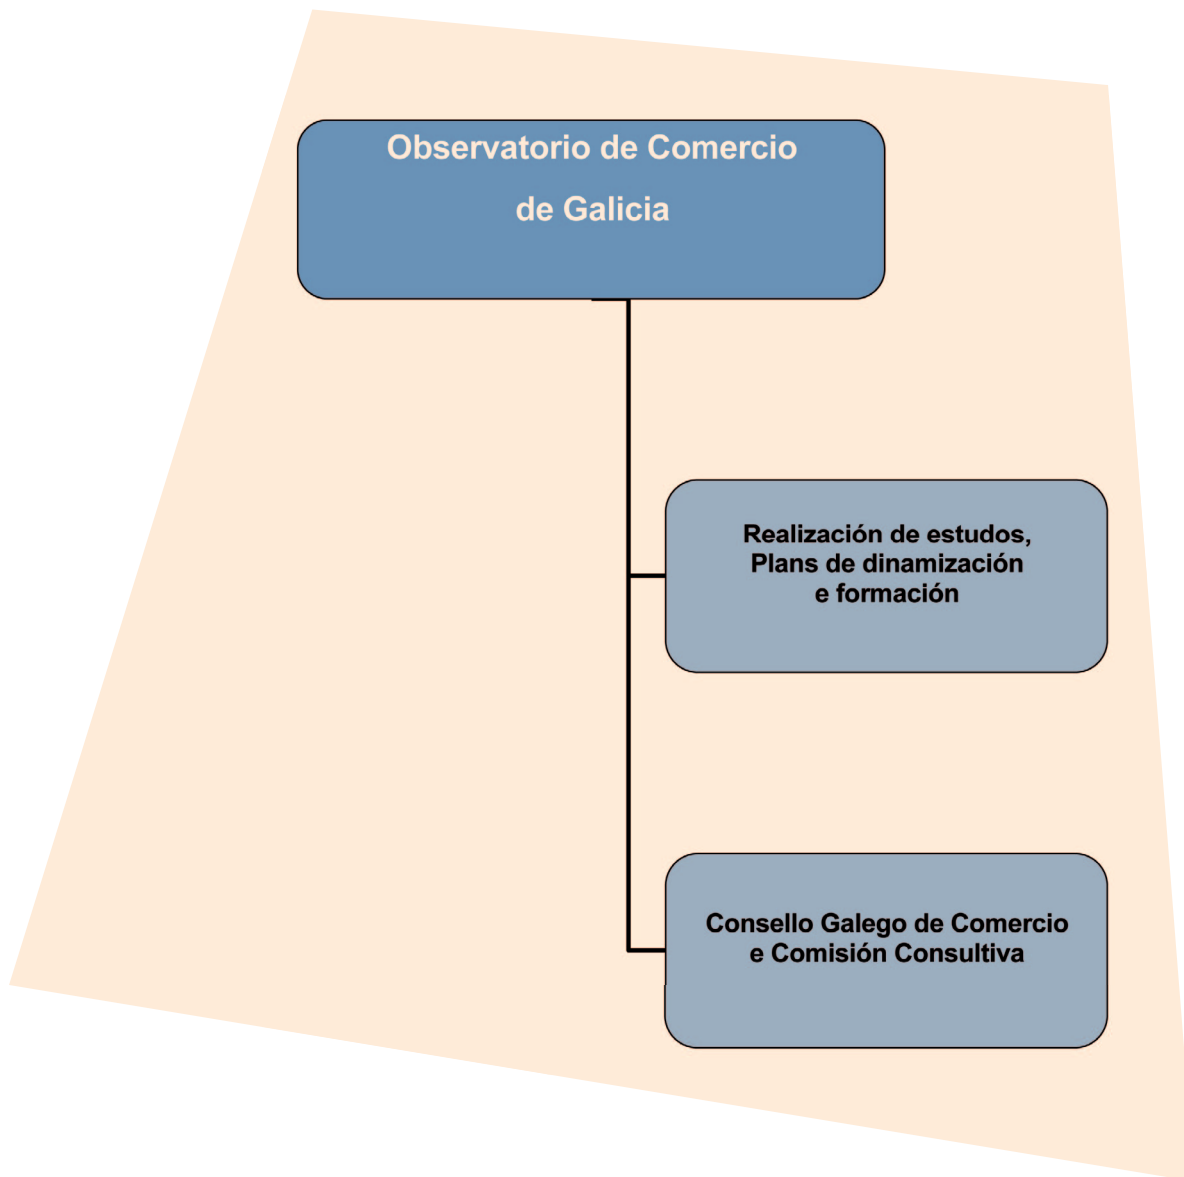 Observatorio de Comercio
de Galicia
Realización de estudos,
Plans de dinamización
e formación
Consello Galego de Comercio
e Comisión Consultiva